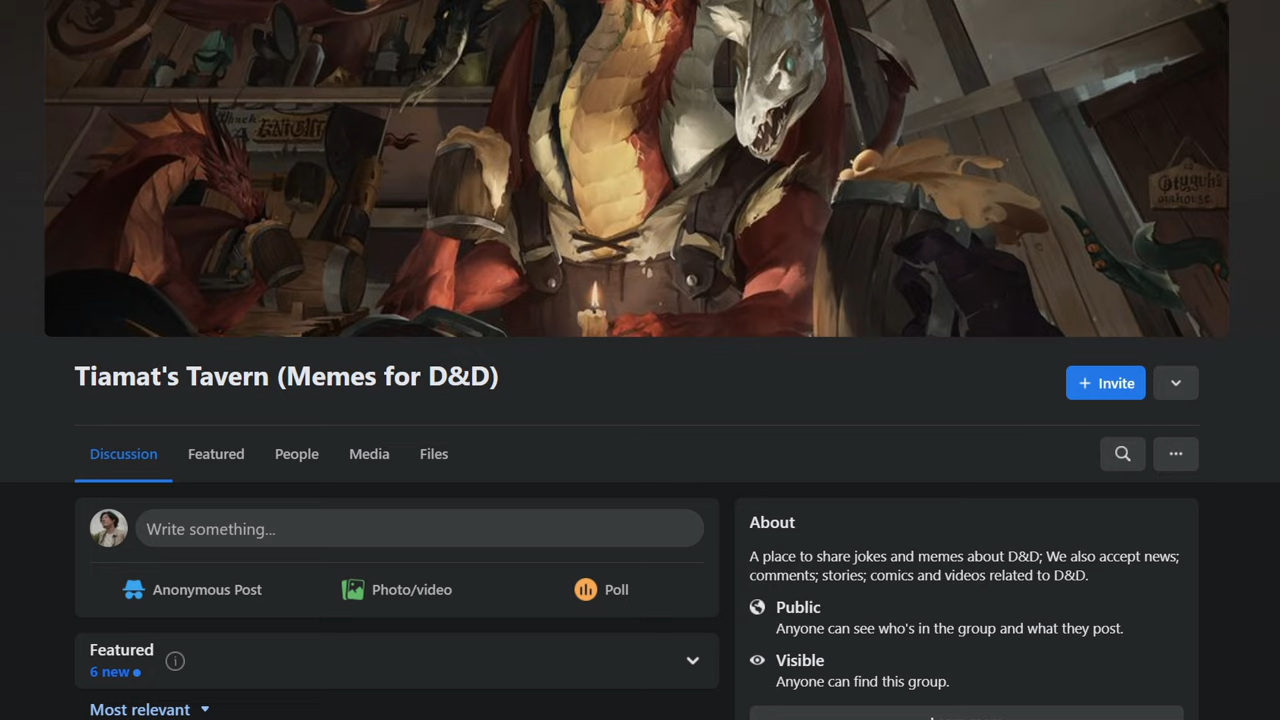 KNIGHT
Otyugh's
outhouse
Tiamat's Tavern (Memes for D&D)
Invite
Discussion
Featured
People
Media
Files
Write something...
Anonymous Post
Photo/video
Poll
Featured
6 new
Most relevant
About
A place to share jokes and memes about D&D; We also accept news;
comments; stories; comics and videos related to D&D.
Public
Anyone can see who's in the group and what they post.
Visible
Anyone can find this group.